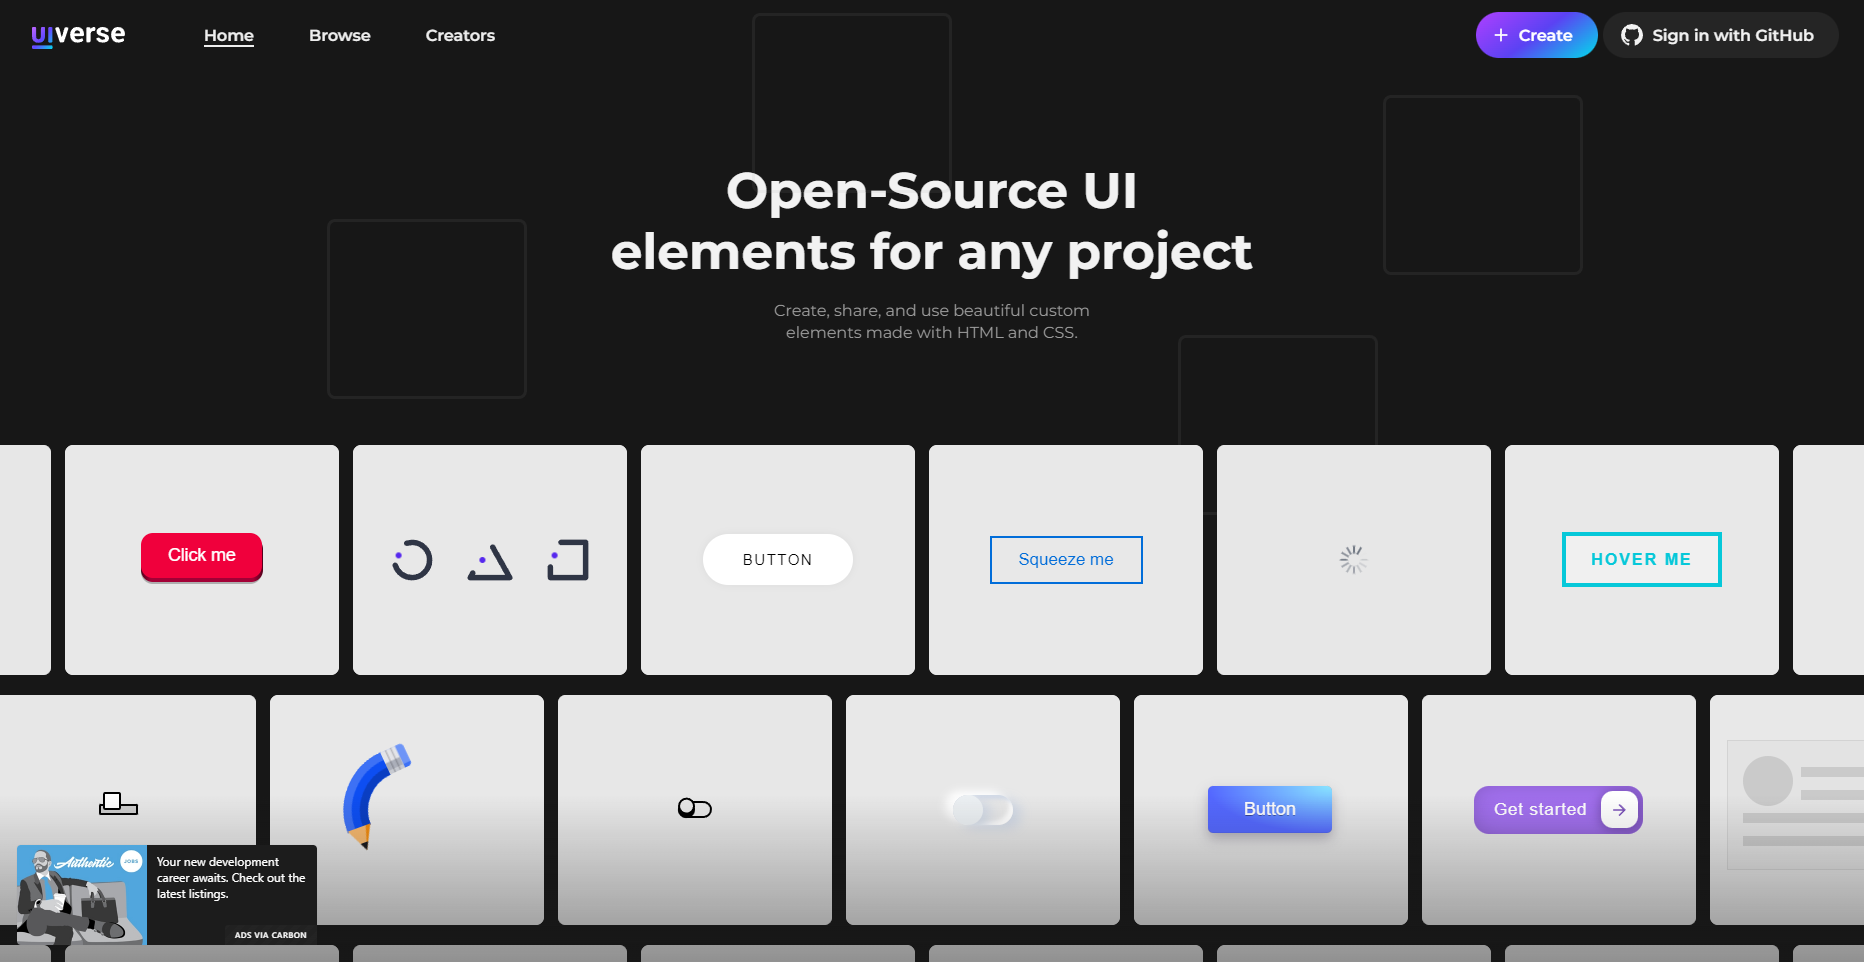 uiverse
Home
Browse
Creators
+ Create
Sign in with GitHub
Open-Source UI
elements for any project
Create, share, and use beautiful custom
elements made with HTML and CSS.
Click me
BUTTON
Squeeze me
HOVER ME
Button
Get started
Authentic
JOBS
Your new development
career awaits. Check out the
latest listings.
ADS VIA CARBON